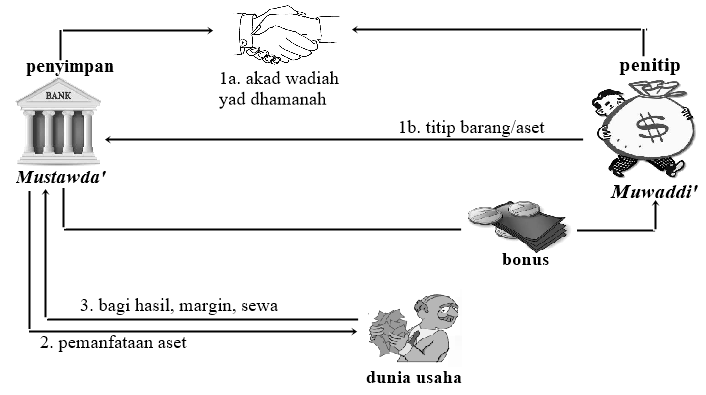 penyimpan
BANK
Mustawda'
1a. akad wadiah
yad dhamanah
penitip
$
Muwaddi'
1b. titip barang/aset
bonus
3. bagi hasil, margin, sewa
2. pemanfataan aset
dunia usaha